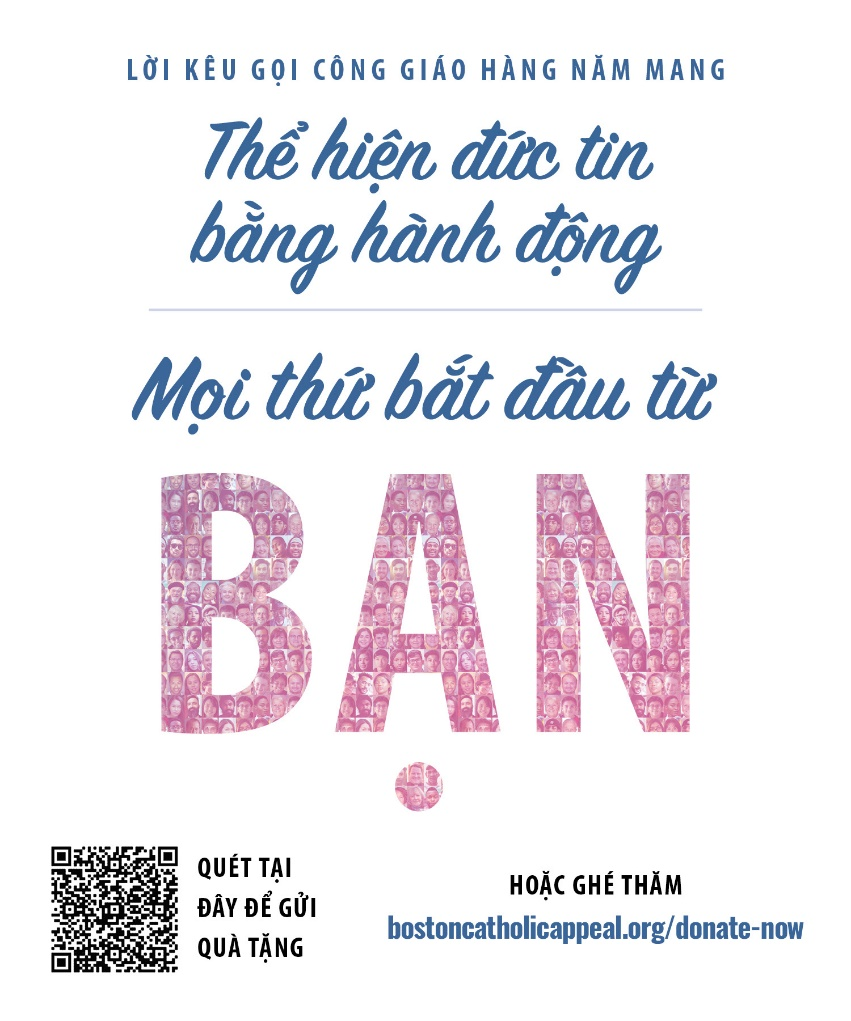 LỜI KÊU GỌI CÔNG GIÁO HÀNG NĂM MANG
Thể hiện đức tin
bằng hành động
Mọi thứ bắt đầu từ
BẠN
QUÉT TẠI
ĐÂY ĐỂ GỬI
QUÀ TẶNG
HOẶC GHÉ THĂM
bostoncatholicappeal.org/donate-now